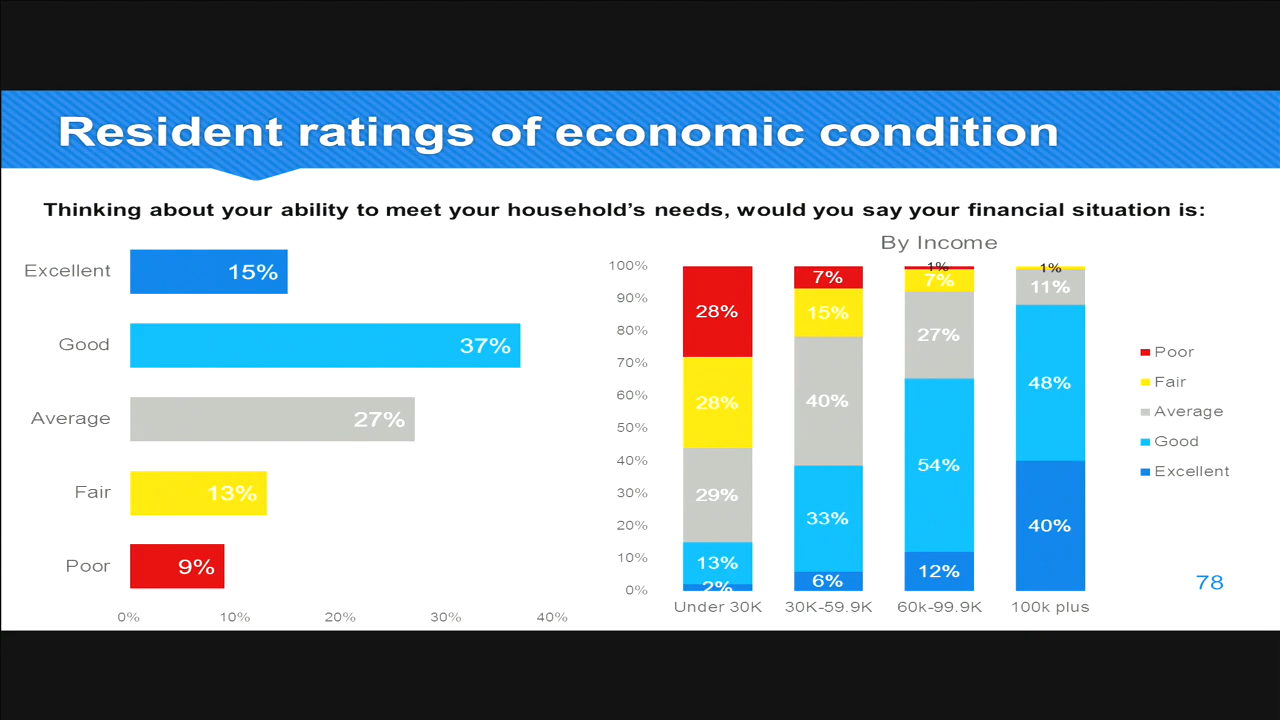 Resident ratings of economic condition
Thinking about your ability to meet your household's needs, would you say your financial situation is:
Excellent
15%
Good
37%
Average
27%
Fair
13%
Poor
9%
0%
10%
20%
30%
40%
By Income
100%
90%
80%
70%
60%
50%
40%
30%
20%
10%
0%
28%
28%
29%
13%
2%
7%
15%
40%
33%
6%
1%
7%
27%
54%
12%
1%
11%
48%
40%
Under 30K
30K-59.9K
60k-99.9K
100k plus
Poor
Fair
Average
Good
Excellent
78